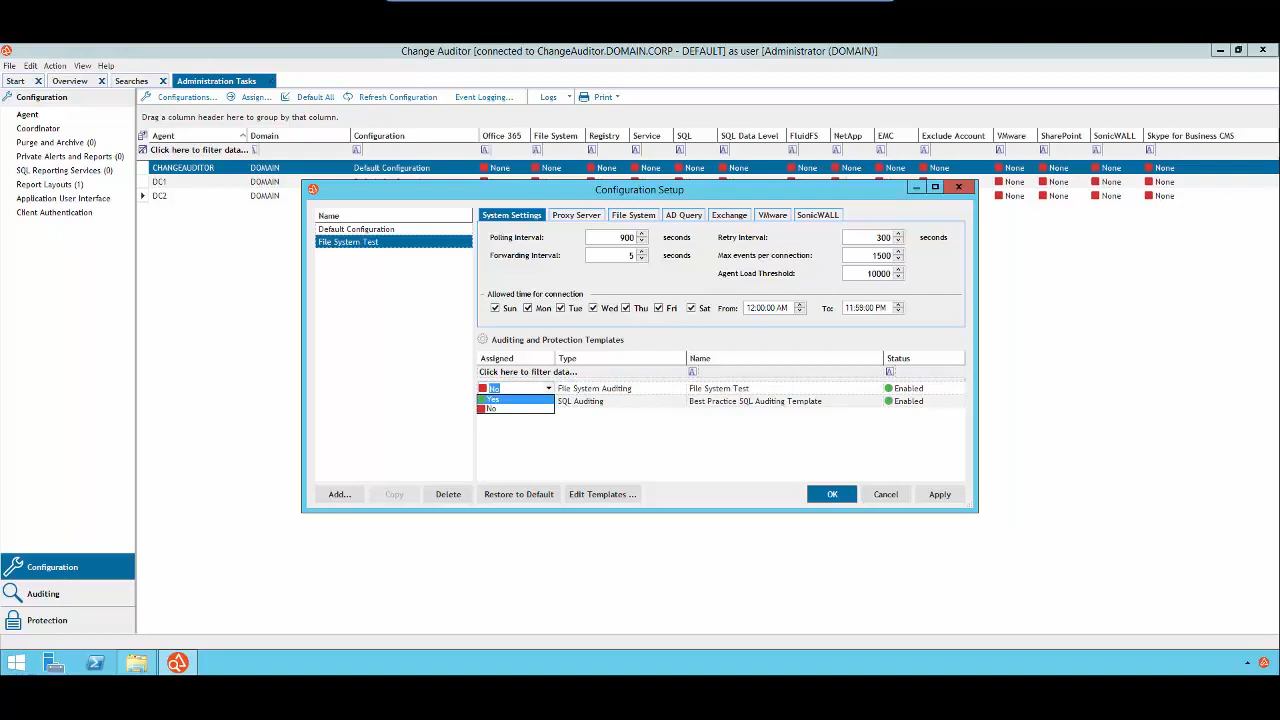 Change Auditor [connected to ChangeAuditor.DOMAIN.CORP - DEFAULT] as user [Administrator (DOMAIN)]
File Edit Action View Help
Start Overview Searches Administration Tasks
Configuration
Configurations... Assign... Default All Refresh Configuration Event Logging... Logs Print
Agent
Coordinator
Purge and Archive (0)
Private Alerts and Reports (0)
SQL Reporting Services (0)
Report Layouts (1)
Application User Interface
Client Authentication
Drag a column header here to group by that column.
Agent Domain Configuration Office 365 File System Registry Service SQL SQL Data Level FluidFS NetApp EMC Exclude Account VMware SharePoint SonicWALL Skype for Business CMS
Click here to filter data...
CHANGEAUDITOR DOMAIN Default Configuration None None None None None None None None None None None None None None
DC1 DOMAIN None None None None
DC2 DOMAIN None None None None
Configuration Setup
Name
Default Configuration
File System Test
System Settings Proxy Server File System AD Query Exchange VMware SonicWALL
Polling Interval: 900 seconds Retry Interval: 300 seconds
Forwarding Interval: 5 seconds Max events per connection: 1500
Agent Load Threshold: 10000
Allowed time for connection
Sun Mon Tue Wed Thu Fri Sat From: 12:00:00 AM To: 11:59:00 PM
Auditing and Protection Templates
Assigned Type Name Status
Click here to filter data...
No File System Auditing File System Test Enabled
Yes
SQL Auditing Best Practice SQL Auditing Template Enabled
No
Add... Copy Delete Restore to Default Edit Templates ... OK Cancel Apply
Configuration
Auditing
Protection